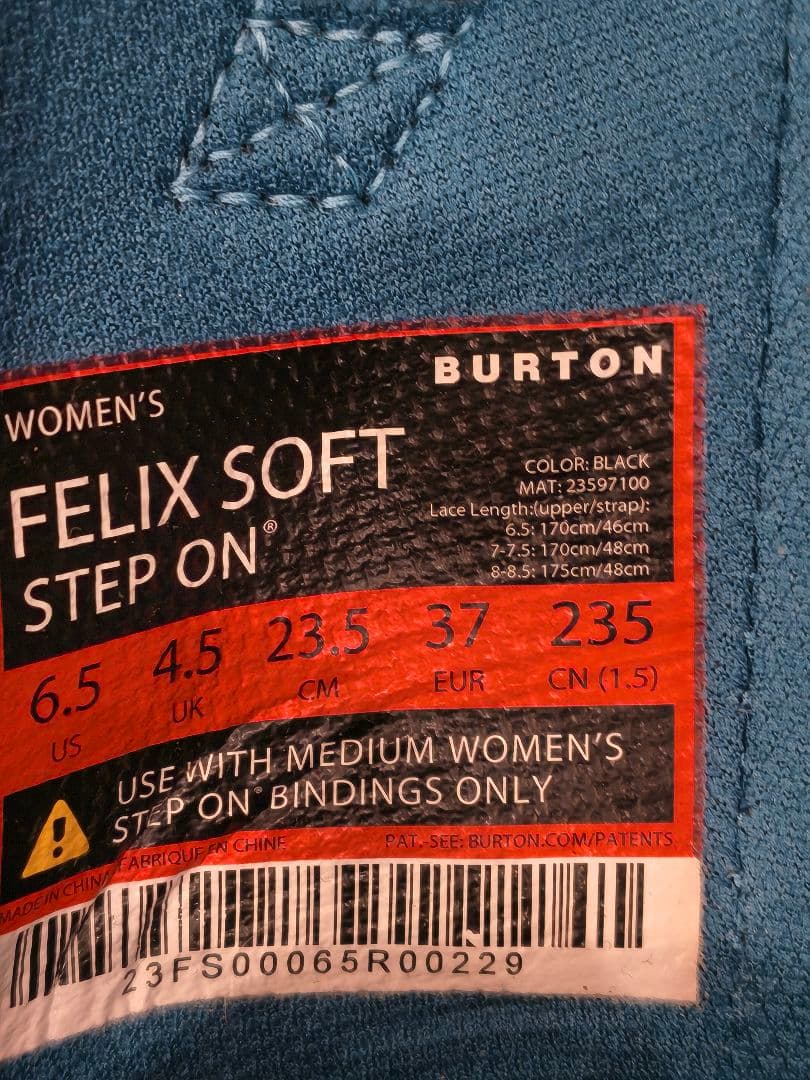 BURTON
WOMEN'S
FELIX SOFT
STEP ON®
COLOR: BLACK
MAT: 23597100
Lace Length:(upper/strap):
6.5: 170cm/46cm
7-7.5: 170cm/48cm
8-8.5: 175cm/48cm
6.5 4.5 23.5 37 235
US UK CM EUR CN (1.5)
USE WITH MEDIUM WOMEN'S
STEP ON® BINDINGS ONLY
MADE IN CHINA/FABRIQUE EN CHINE PAT.-SEE: BURTON.COM/PATENTS
23FS00065R00229